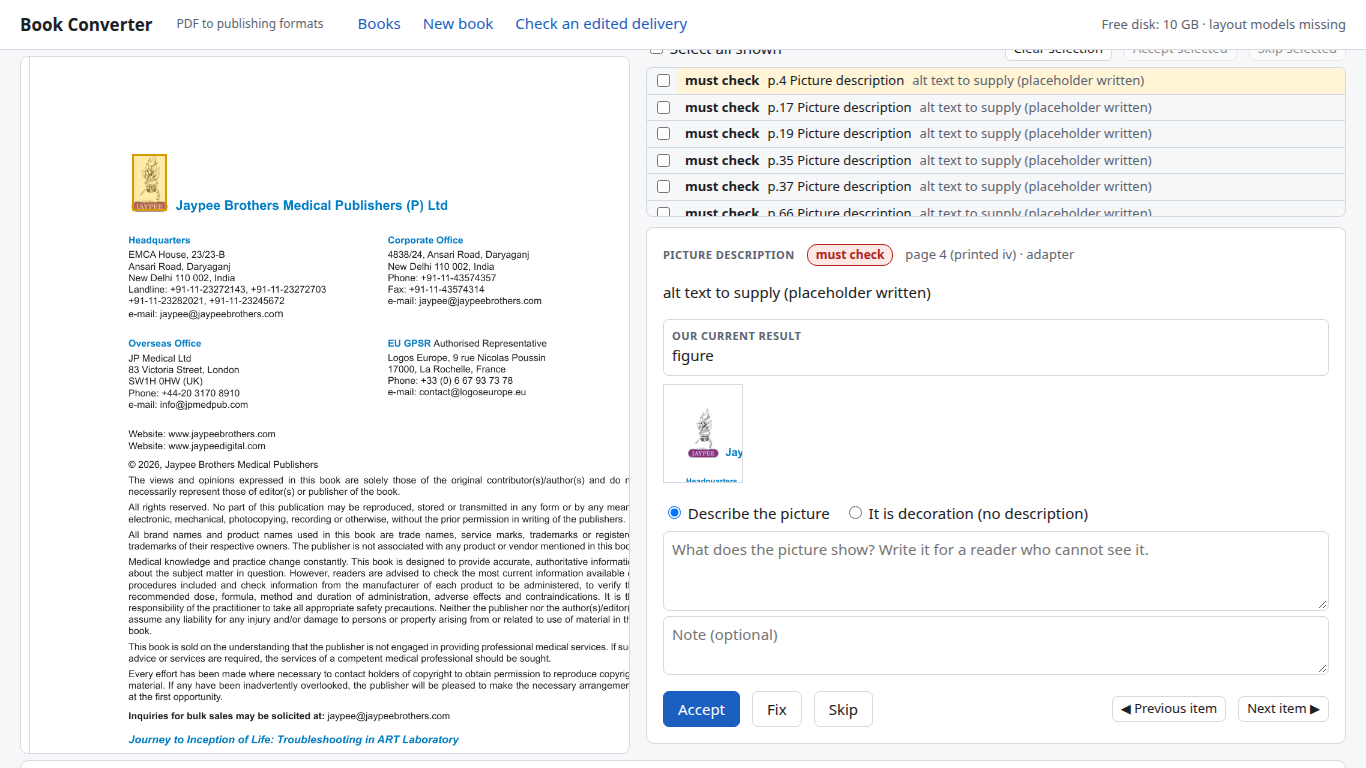 Book Converter
PDF to publishing formats
Books
New book
Check an edited delivery
Free disk: 10 GB · layout models missing
Select all shown
Clear selection
Accept selected
Skip selected
must check p.4 Picture description alt text to supply (placeholder written)
must check p.17 Picture description alt text to supply (placeholder written)
must check p.19 Picture description alt text to supply (placeholder written)
must check p.35 Picture description alt text to supply (placeholder written)
must check p.37 Picture description alt text to supply (placeholder written)
must check p.66 Picture description alt text to supply (placeholder written)
JAYPEE
Jaypee Brothers Medical Publishers (P) Ltd
Headquarters
EMCA House, 23/23-B
Ansari Road, Daryaganj
New Delhi 110 002, India
Landline: +91-11-23272143, +91-11-23272703
+91-11-23282021, +91-11-23245672
e-mail: jaypee@jaypeebrothers.com
Corporate Office
4838/24, Ansari Road, Daryaganj
New Delhi 110 002, India
Phone: +91-11-43574357
Fax: +91-11-43574314
e-mail: jaypee@jaypeebrothers.com
Overseas Office
JP Medical Ltd
83 Victoria Street, London
SW1H 0HW (UK)
Phone: +44-20 3170 8910
e-mail: info@jpmedpub.com
EU GPSR Authorised Representative
Logos Europe, 9 rue Nicolas Poussin
17000, La Rochelle, France
Phone: +33 (0) 6 67 93 73 78
e-mail: contact@logoseurope.eu
Website: www.jaypeebrothers.com
Website: www.jaypeedigital.com
© 2026, Jaypee Brothers Medical Publishers
The views and opinions expressed in this book are solely those of the original contributor(s)/author(s) and do
necessarily represent those of editor(s) or publisher of the book.
All rights reserved. No part of this publication may be reproduced, stored or transmitted in any form or by any
electronic, mechanical, photocopying, recording or otherwise, without the prior permission in writing of the publishers.
All brand names and product names used in this book are trade names, service marks, trademarks or
trademarks of their respective owners. The publisher is not associated with any product or vendor mentioned in this
Medical knowledge and practice change constantly. This book is designed to provide accurate, authoritative
about the subject matter in question. However, readers are advised to check the most current information available
procedures included and check information from the manufacturer of each product to be administered, to verify
recommended dose, formula, method and duration of administration, adverse effects and contraindications. It is
responsibility of the practitioner to take all appropriate safety precautions. Neither the publisher nor the
assume any liability for any injury and/or damage to persons or property arising from or related to use of material in
book.
This book is sold on the understanding that the publisher is not engaged in providing professional medical services. If
advice or services are required, the services of a competent medical professional should be sought.
Every effort has been made where necessary to contact holders of copyright to obtain permission to reproduce
material. If any have been inadvertently overlooked, the publisher will be pleased to make the necessary
at the first opportunity.
Inquiries for bulk sales may be solicited at: jaypee@jaypeebrothers.com
Journey to Inception of Life: Troubleshooting in ART Laboratory
PICTURE DESCRIPTION
must check
page 4 (printed iv) · adapter
alt text to supply (placeholder written)
OUR CURRENT RESULT
figure
JAYPEE
Jay
Headquarters
Describe the picture
It is decoration (no description)
What does the picture show? Write it for a reader who cannot see it.
Note (optional)
Accept
Fix
Skip
◀ Previous item
Next item ▶